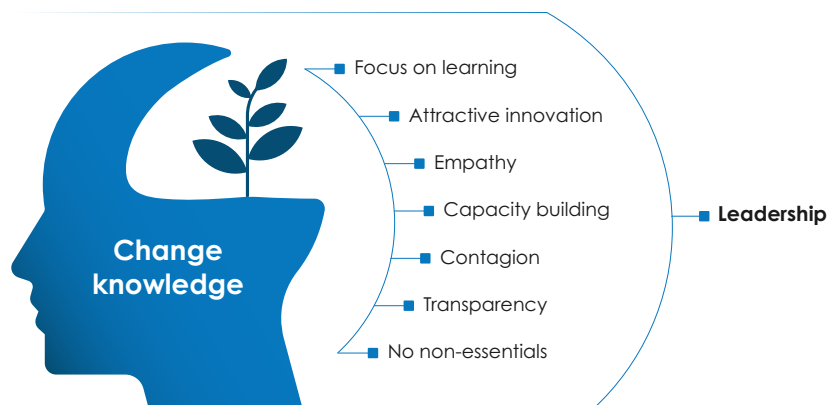 Focus on learning
Attractive innovation
Empathy
Capacity building
Leadership
Change
knowledge
Contagion
Transparency
No non-essentials